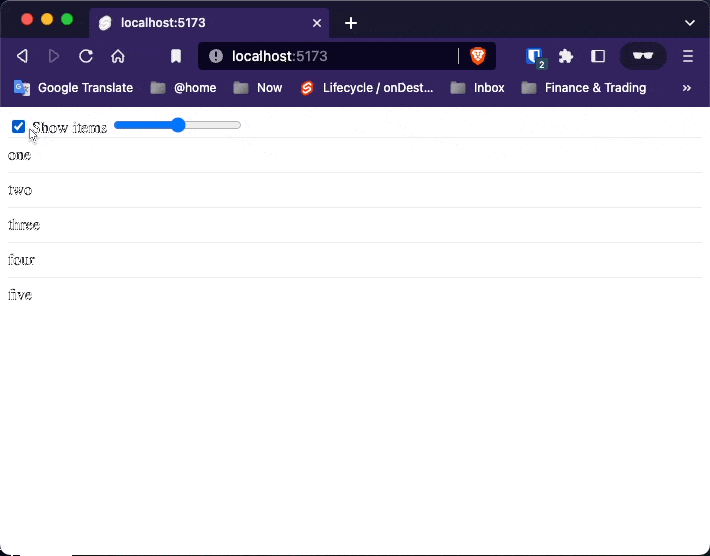 localhost:5173
localhost:5173
2
Google Translate @home Now Lifecycle / onDest... Inbox Finance & Trading »
Show items
one
two
three
four
five